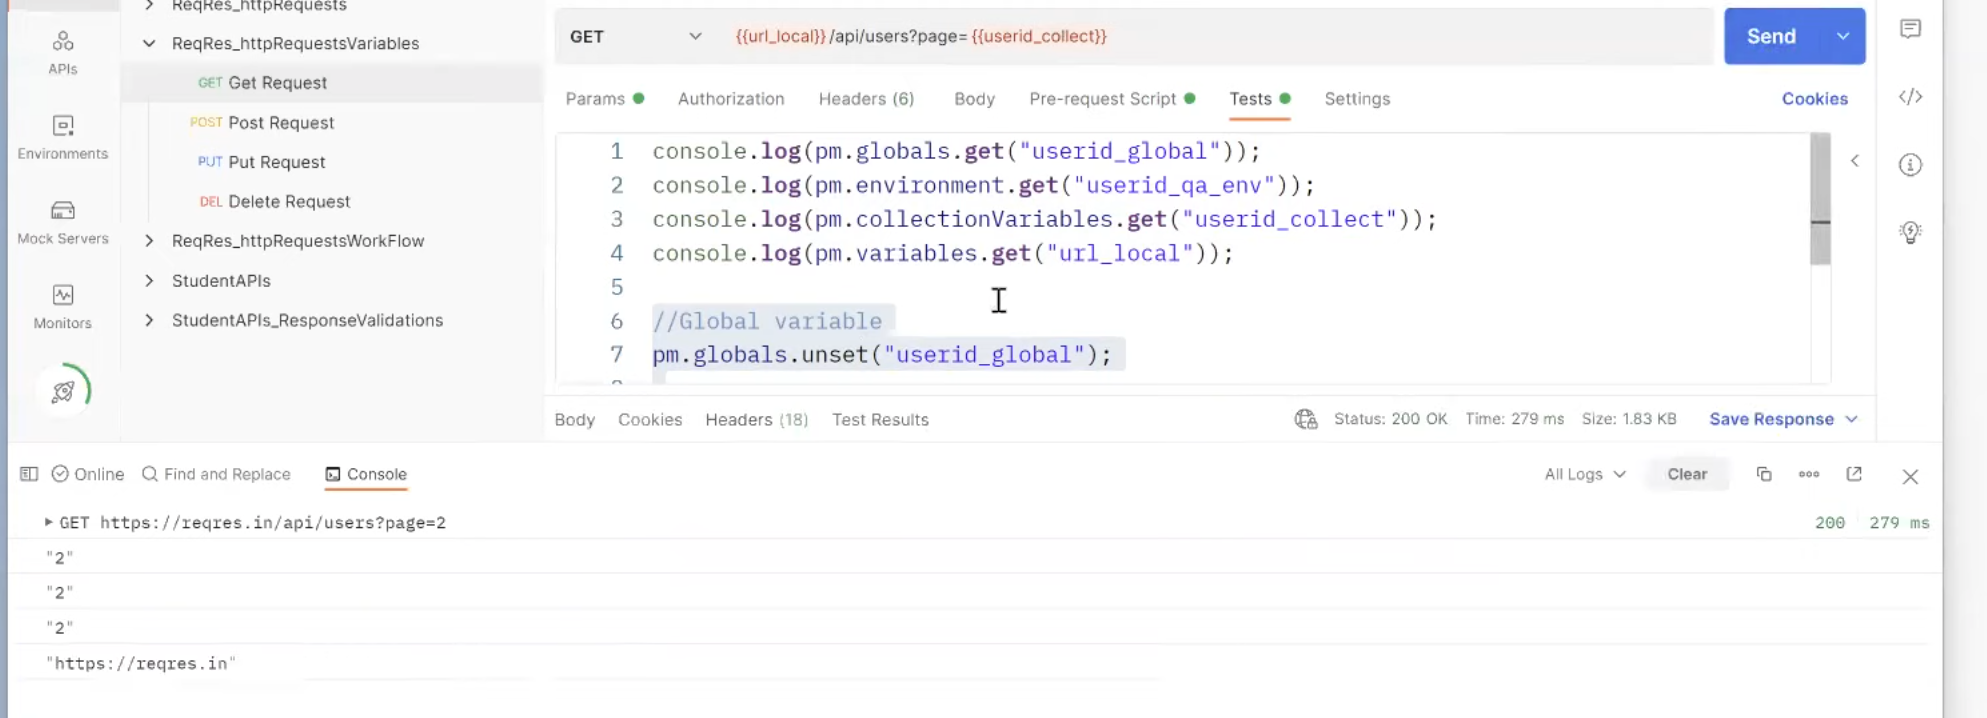 APIs
Environments
Mock Servers
Monitors
ReqRes_httpRequests
ReqRes_httpRequestsVariables
GET Get Request
POST Post Request
PUT Put Request
DEL Delete Request
ReqRes_httpRequestsWorkFlow
StudentAPIs
StudentAPIs_ResponseValidations
GET {{url_local}}/api/users?page={{userid_collect}} Send
Params Authorization Headers (6) Body Pre-request Script Tests Settings Cookies
1 console.log(pm.globals.get("userid_global"));
2 console.log(pm.environment.get("userid_qa_env"));
3 console.log(pm.collectionVariables.get("userid_collect"));
4 console.log(pm.variables.get("url_local"));
5
6 //Global variable
7 pm.globals.unset("userid_global");
Body Cookies Headers (18) Test Results Status: 200 OK Time: 279 ms Size: 1.83 KB Save Response
Online Find and Replace Console All Logs Clear
GET https://reqres.in/api/users?page=2 200 279 ms
"2"
"2"
"2"
"https://reqres.in"